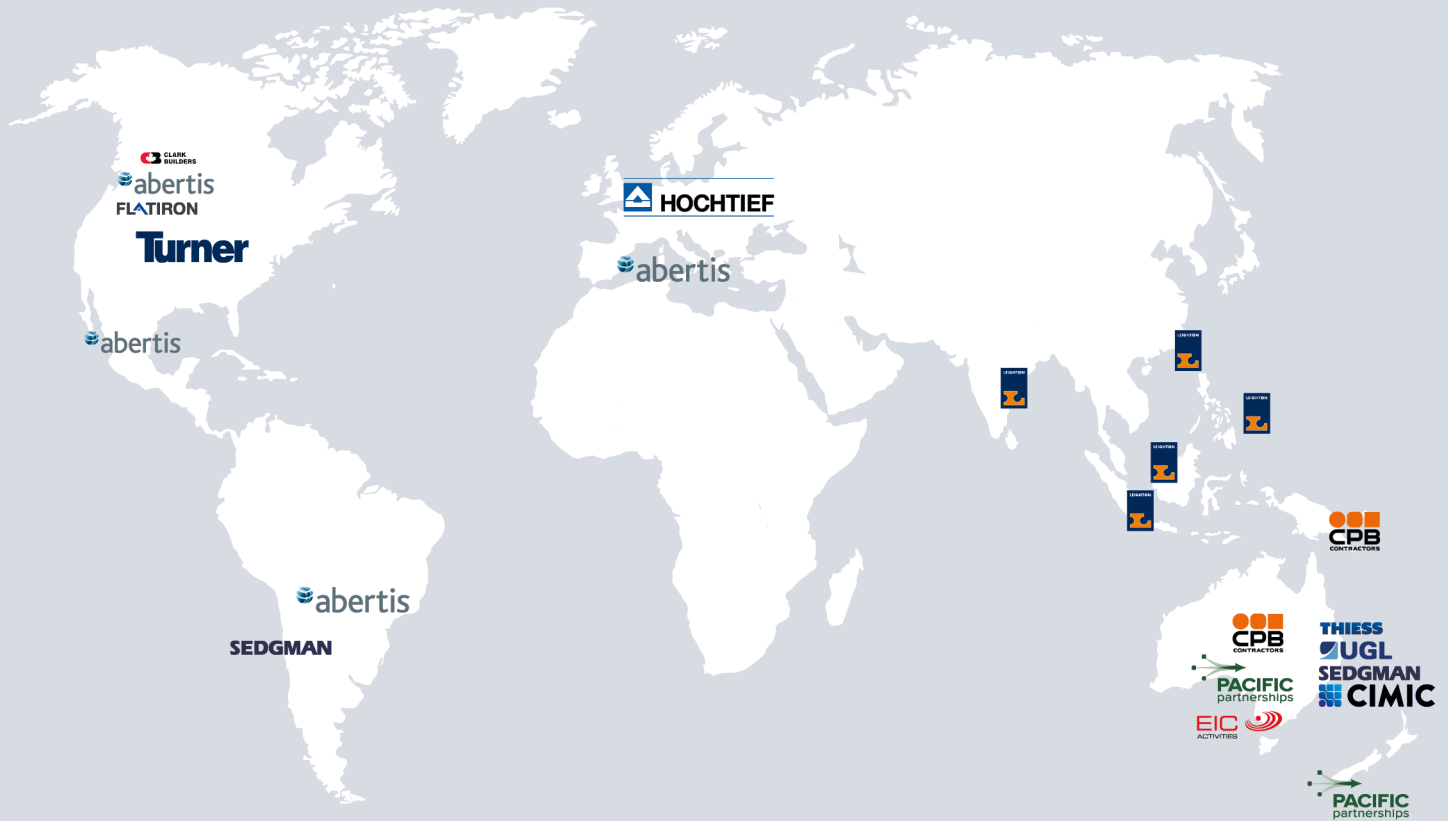 CLARK
BUILDERS
abertis
FLATIRON
Turner
abertis
HOCHTIEF
abertis
LEIGHTON
LEIGHTON
LEIGHTON
LEIGHTON
LEIGHTON
abertis
SEDGMAN
CPB
CONTRACTORS
CPB
CONTRACTORS
PACIFIC
partnerships
EIC
ACTIVITIES
THIESS
UGL
SEDGMAN
CIMIC
PACIFIC
partnerships